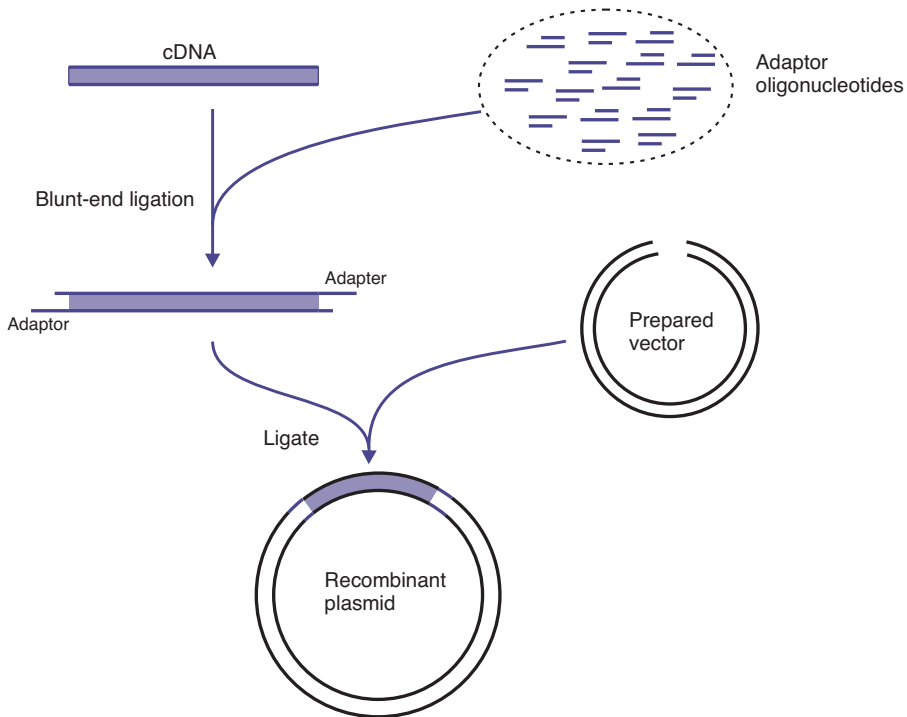 cDNA
Adaptor
oligonucleotides
Blunt-end ligation
Adapter
Adaptor
Prepared
vector
Ligate
Recombinant
plasmid